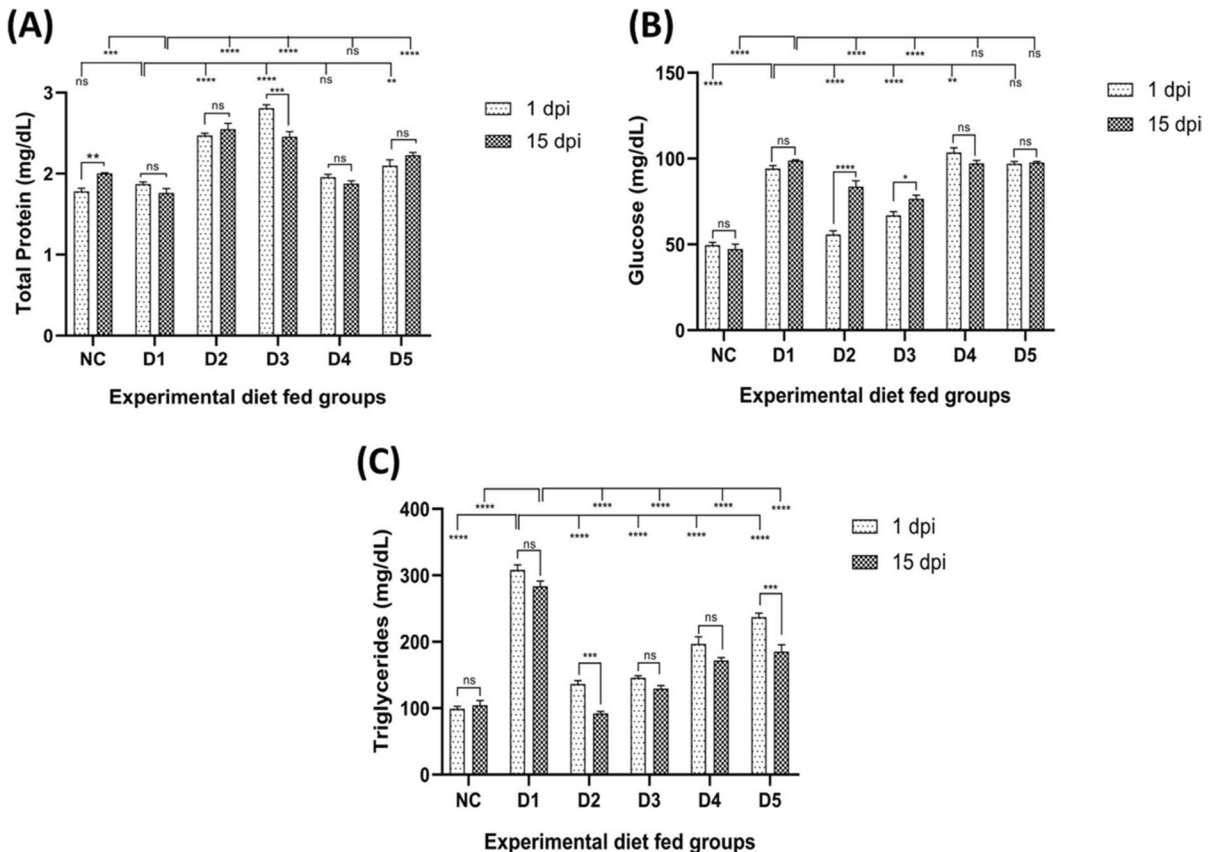 (A)
*** **** **** ns ****
ns **** **** ns **
Total Protein (mg/dL)
3
2
1
0
** ns ns *** ns ns
NC D1 D2 D3 D4 D5
Experimental diet fed groups
1 dpi
15 dpi
(B)
**** **** **** ns ns
**** **** **** ** ns
Glucose (mg/dL)
150
100
50
0
ns ns **** * ns ns
NC D1 D2 D3 D4 D5
Experimental diet fed groups
1 dpi
15 dpi
(C)
**** **** **** **** ****
**** **** **** **** ****
Triglycerides (mg/dL)
400
300
200
100
0
ns ns *** ns ns ***
NC D1 D2 D3 D4 D5
Experimental diet fed groups
1 dpi
15 dpi